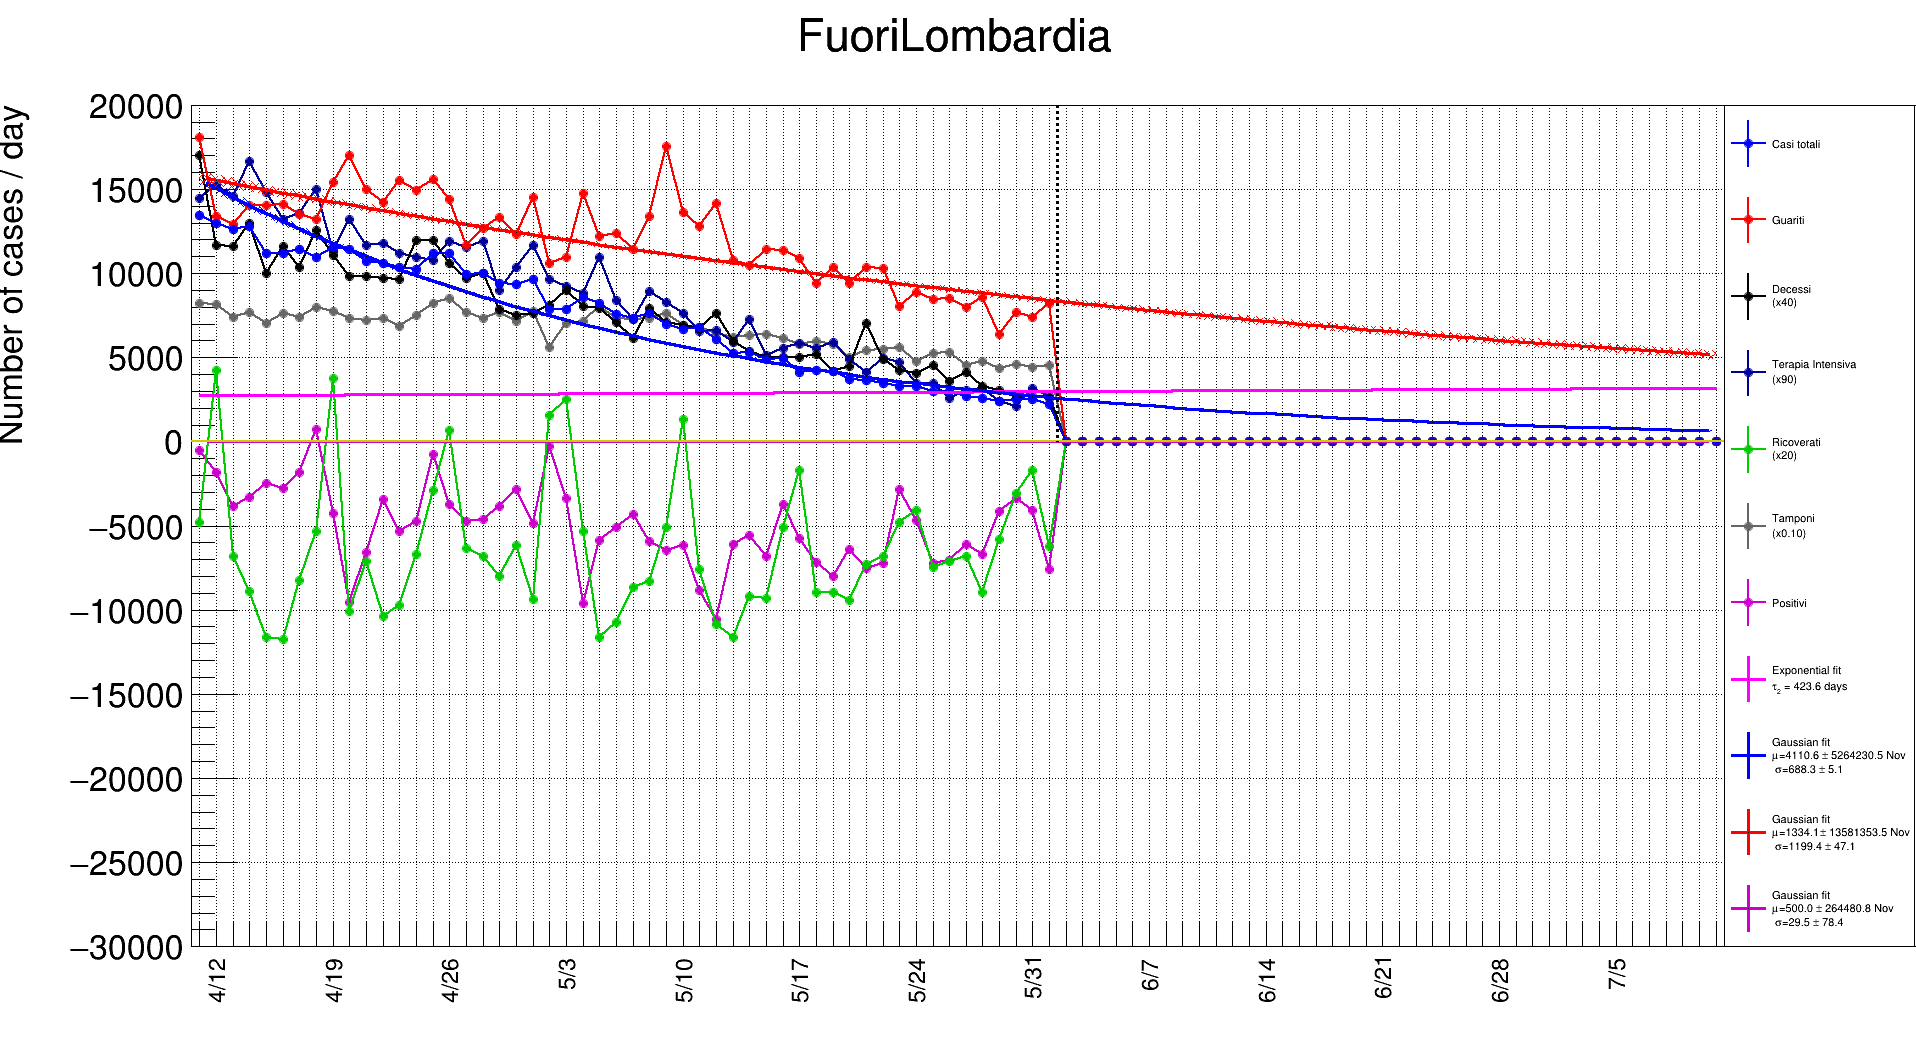 FuoriLombardia
Number of cases / day
20000
15000
10000
5000
0
−5000
−10000
−15000
−20000
−25000
−30000
4/12
4/19
4/26
5/3
5/10
5/17
5/24
5/31
6/7
6/14
6/21
6/28
7/5
Casi totali
Guariti
Decessi
(x40)
Terapia Intensiva
(x90)
Ricoverati
(x20)
Tamponi
(x0.10)
Positivi
Exponential fit
τ2 = 423.6 days
Gaussian fit
μ=4110.6 ± 5264230.5 Nov
σ=688.3 ± 5.1
Gaussian fit
μ=1334.1 ± 13581353.5 Nov
σ=1199.4 ± 47.1
Gaussian fit
μ=500.0 ± 264480.8 Nov
σ=29.5 ± 78.4